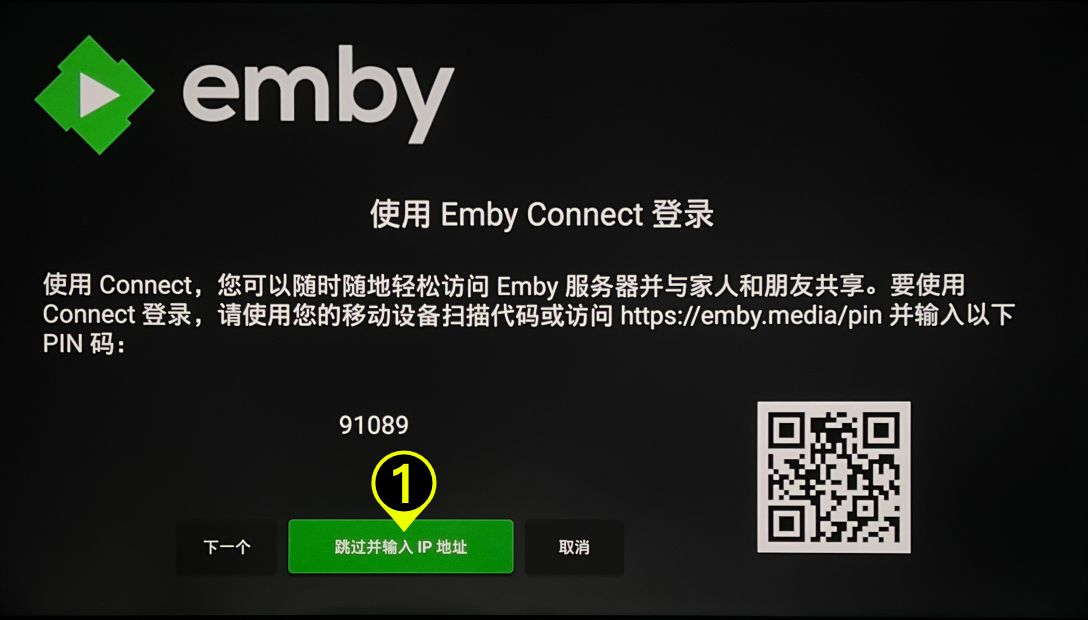 emby
使用 Emby Connect 登录
使用 Connect，您可以随时随地轻松访问 Emby 服务器并与家人和朋友共享。要使用
Connect 登录，请使用您的移动设备扫描代码或访问 https://emby.media/pin 并输入以下
PIN 码：
91089
1
下一个
跳过并输入 IP 地址
取消